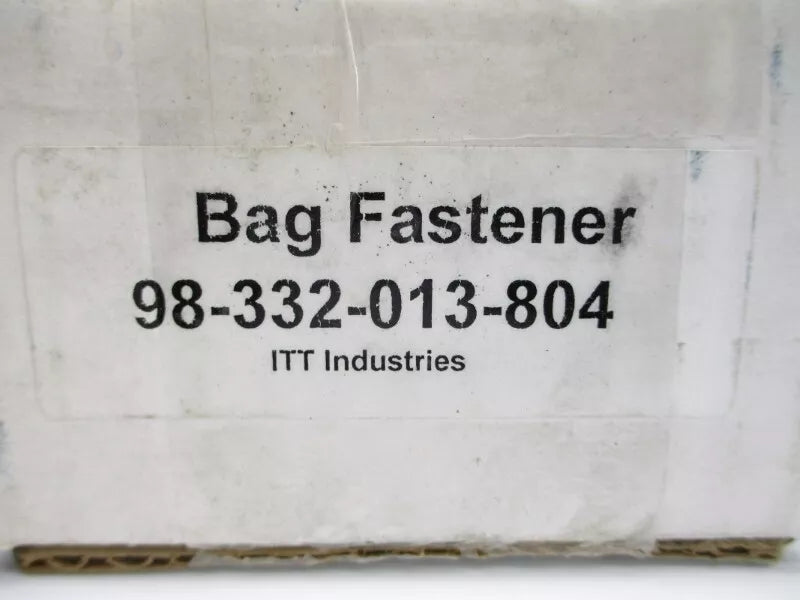 Bag Fastener
98-332-013-804
ITT Industries